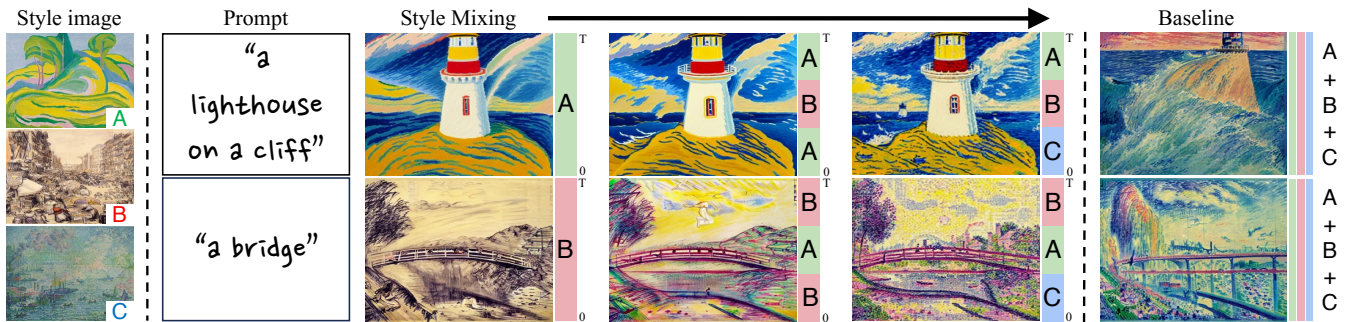 Style image
Prompt
Style Mixing
Baseline
A
B
C
"a
lighthouse
on a cliff"
T
A
0
T
A
B
A
0
T
A
B
C
0
A
+
B
+
C
"a bridge"
T
B
0
T
B
A
B
0
T
B
A
C
0
A
+
B
+
C